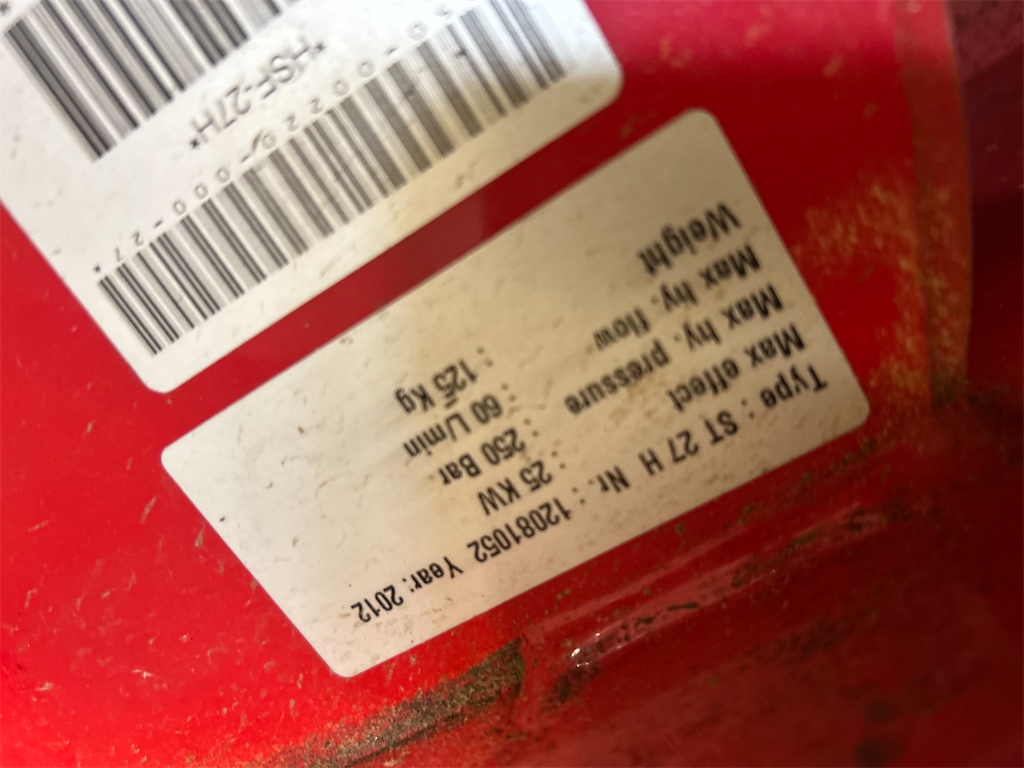 Type : ST 27 H Nr. : 12081052 Year: 2012
Max effect : 25 KW
Max hy. pressure : 250 Bar
Max hy. flow : 60 L/min
Weight : 125 Kg
*HSF-27H*